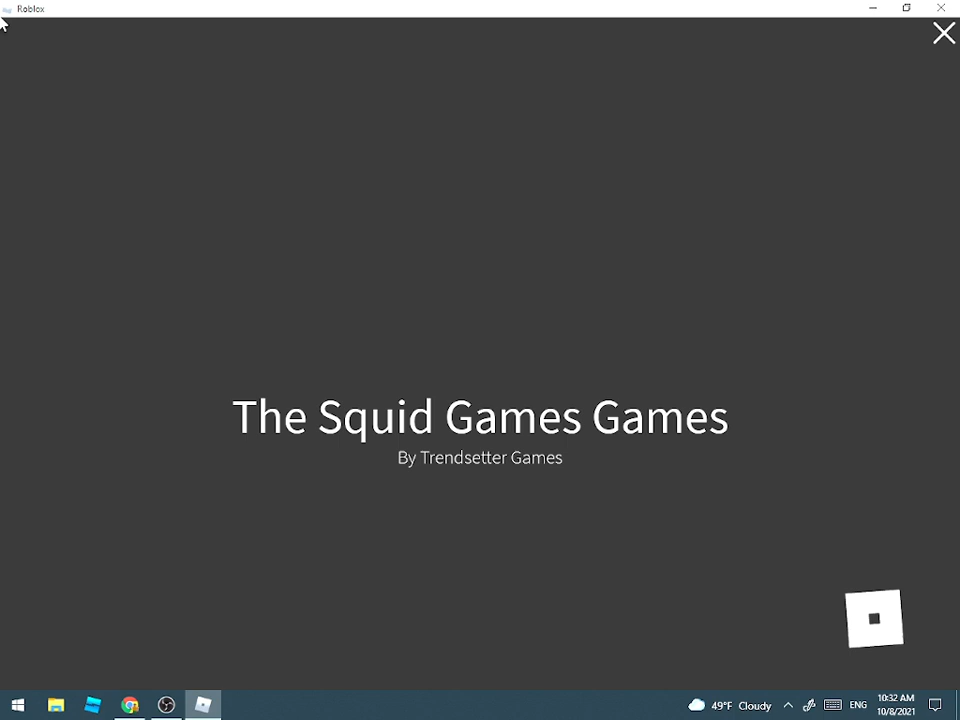 Roblox
The Squid Games Games
By Trendsetter Games
49°F Cloudy
ENG
10:32 AM
10/8/2021